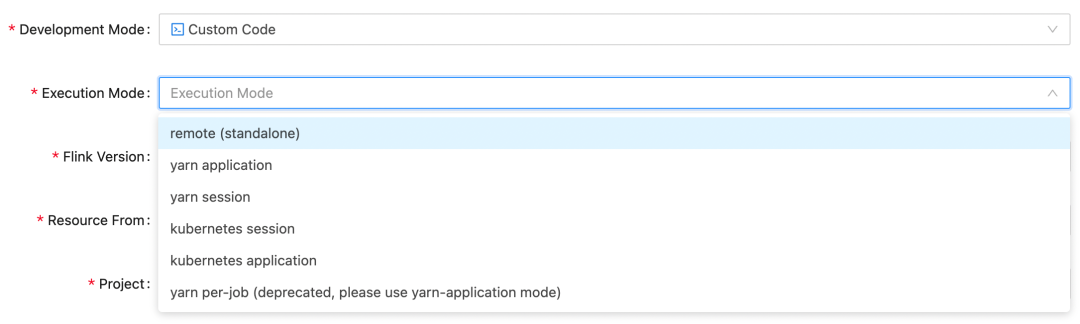 * Development Mode: Custom Code
* Execution Mode: Execution Mode
remote (standalone)
* Flink Version:
yarn application
yarn session
* Resource From:
kubernetes session
kubernetes application
* Project:
yarn per-job (deprecated, please use yarn-application mode)